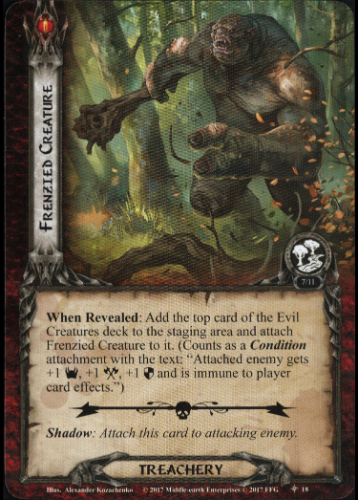 Frenzied Creature
7/11
When Revealed: Add the top card of the Evil
Creatures deck to the staging area and attach
Frenzied Creature to it. (Counts as a Condition
attachment with the text: “Attached enemy gets
+1 , +1 , +1 and is immune to player
card effects.”)
Shadow: Attach this card to attacking enemy.
Illus. Alexander Kozachenko © 2017 Middle-earth Enterprises © 2017 FFG 18
TREACHERY